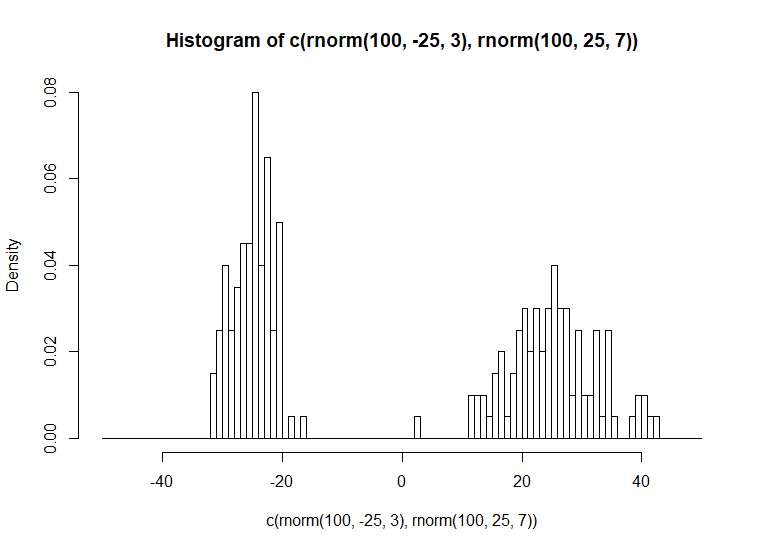 Histogram of c(rnorm(100, -25, 3), rnorm(100, 25, 7))
Density
0.08
0.06
0.04
0.02
0.00
-40 -20 0 20 40
c(rnorm(100, -25, 3), rnorm(100, 25, 7))